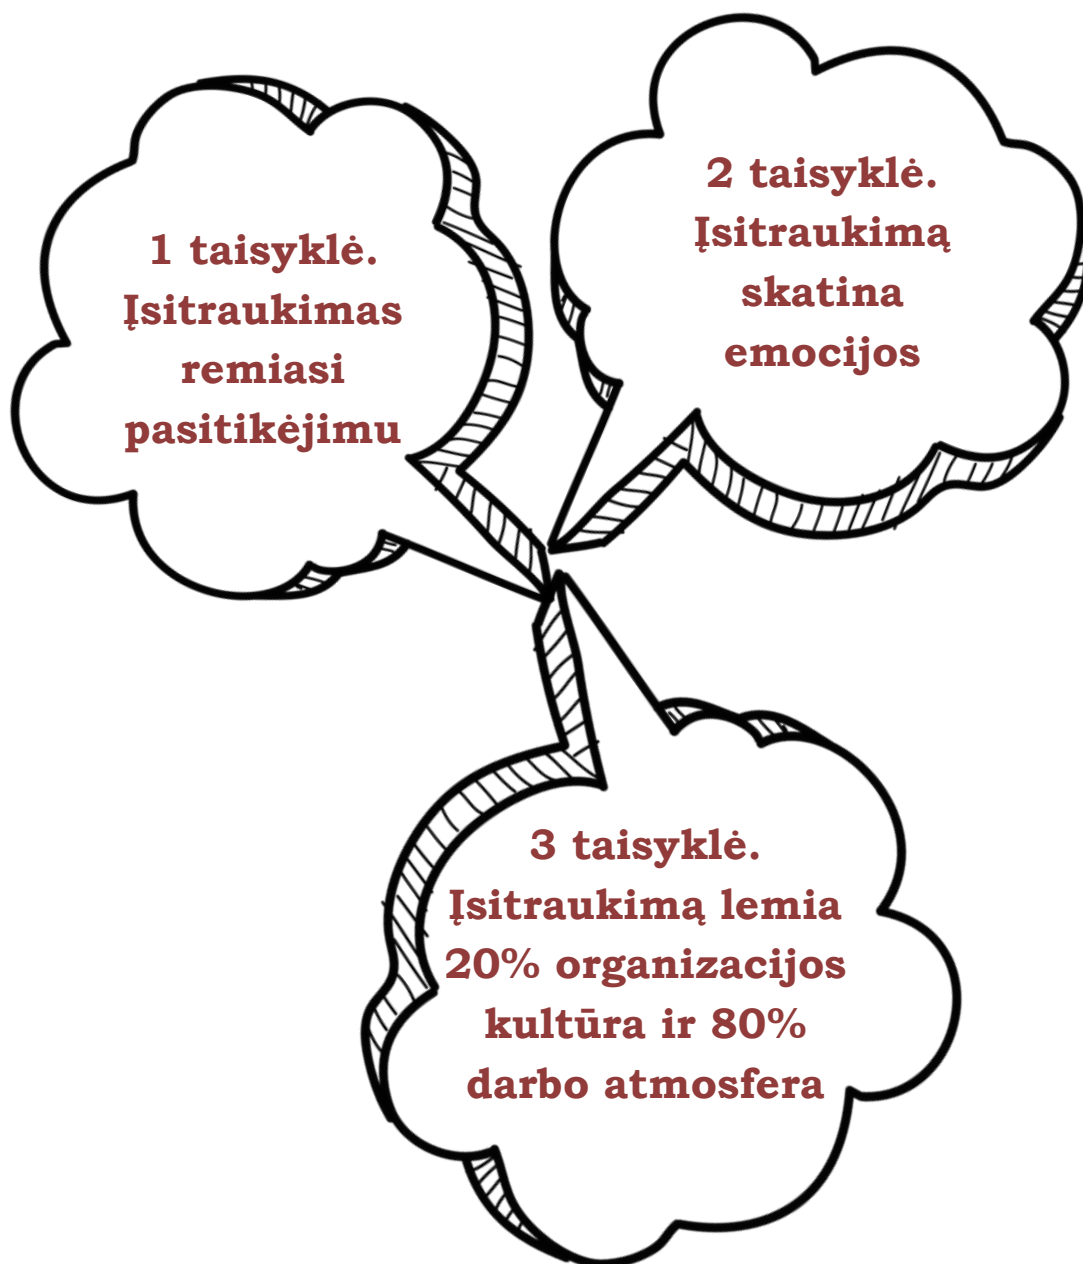 1 taisyklė.
Įsitraukimas
remiasi
pasitikėjimu
2 taisyklė.
Įsitraukimą
skatina
emocijos
3 taisyklė.
Įsitraukimą lemia
20% organizacijos
kultūra ir 80%
darbo atmosfera